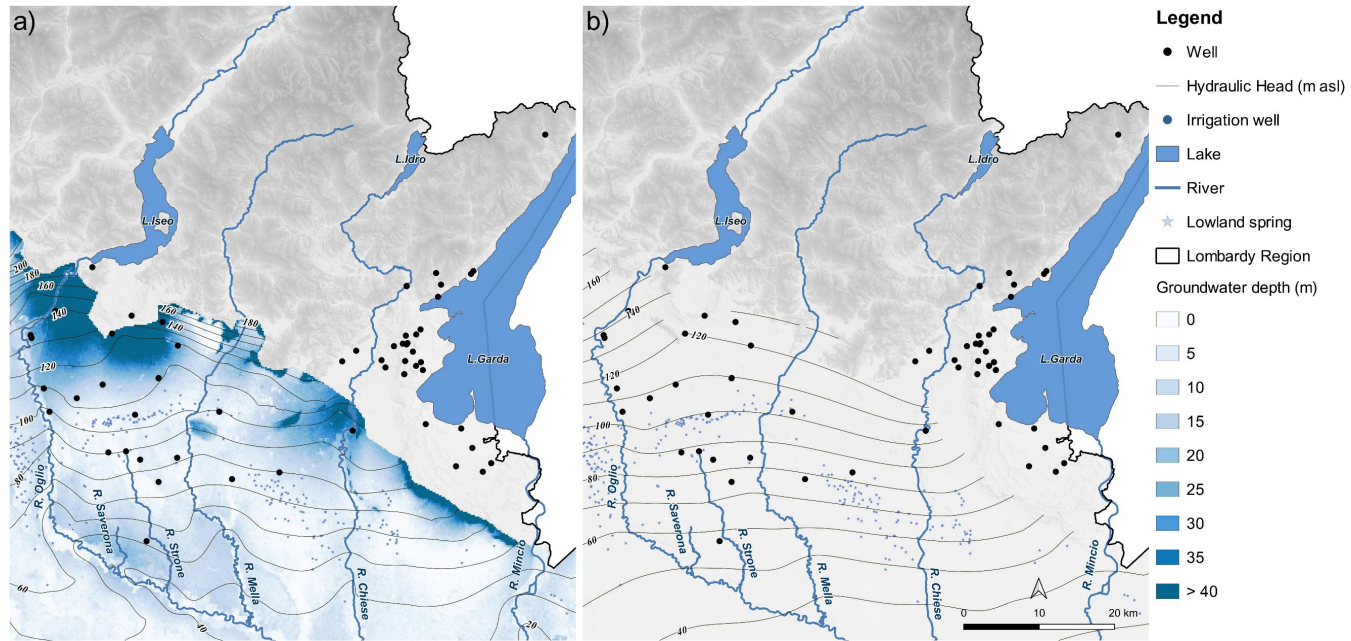 a)
L.Idro
L.Iseo
200
180
160
140
160
140
180
120
L.Garda
100
80
R. Oglio
R. Saverona
R. Strone
R. Mella
R. Chiese
R. Mincio
60
40
20
b)
L.Idro
L.Iseo
160
140
120
L.Garda
120
100
80
R. Oglio
60
R. Saverona
R. Strone
R. Mella
R. Chiese
R. Mincio
40
0 10 20 km
Legend
Well
Hydraulic Head (m asl)
Irrigation well
Lake
River
Lowland spring
Lombardy Region
Groundwater depth (m)
0
5
10
15
20
25
30
35
> 40